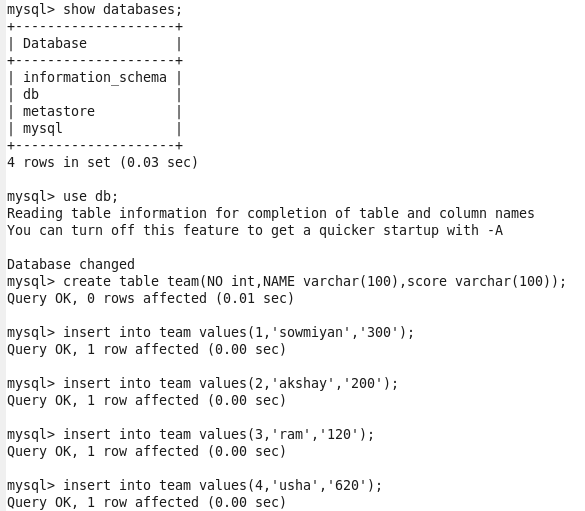 mysql> show databases;
+--------------------+
| Database           |
+--------------------+
| information_schema |
| db                 |
| metastore          |
| mysql              |
+--------------------+
4 rows in set (0.03 sec)
mysql> use db;
Reading table information for completion of table and column names
You can turn off this feature to get a quicker startup with -A
Database changed
mysql> create table team(NO int,NAME varchar(100),score varchar(100));
Query OK, 0 rows affected (0.01 sec)
mysql> insert into team values(1,'sowmiyan','300');
Query OK, 1 row affected (0.00 sec)
mysql> insert into team values(2,'akshay','200');
Query OK, 1 row affected (0.00 sec)
mysql> insert into team values(3,'ram','120');
Query OK, 1 row affected (0.00 sec)
mysql> insert into team values(4,'usha','620');
Query OK, 1 row affected (0.00 sec)